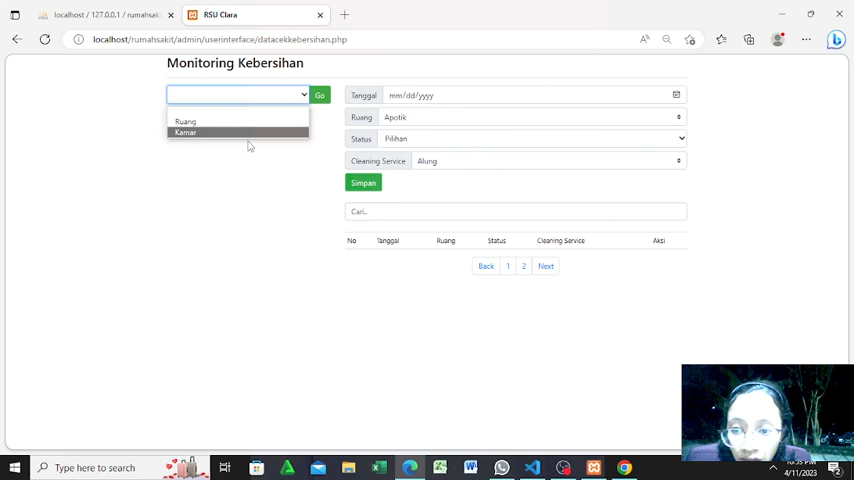 localhost / 127.0.0.1 / rumahsak
RSU Clara
localhost/rumahsakit/admin/userinterface/datacekkebersihan.php
Monitoring Kebersihan
Go
Ruang
Kamar
Tanggal mm/dd/yyyy
Ruang Apotik
Status Pilihan
Cleaning Service Alung
Simpan
Cari..
No Tanggal Ruang Status Cleaning Service Aksi
Back 1 2 Next
Type here to search
4/11/2023